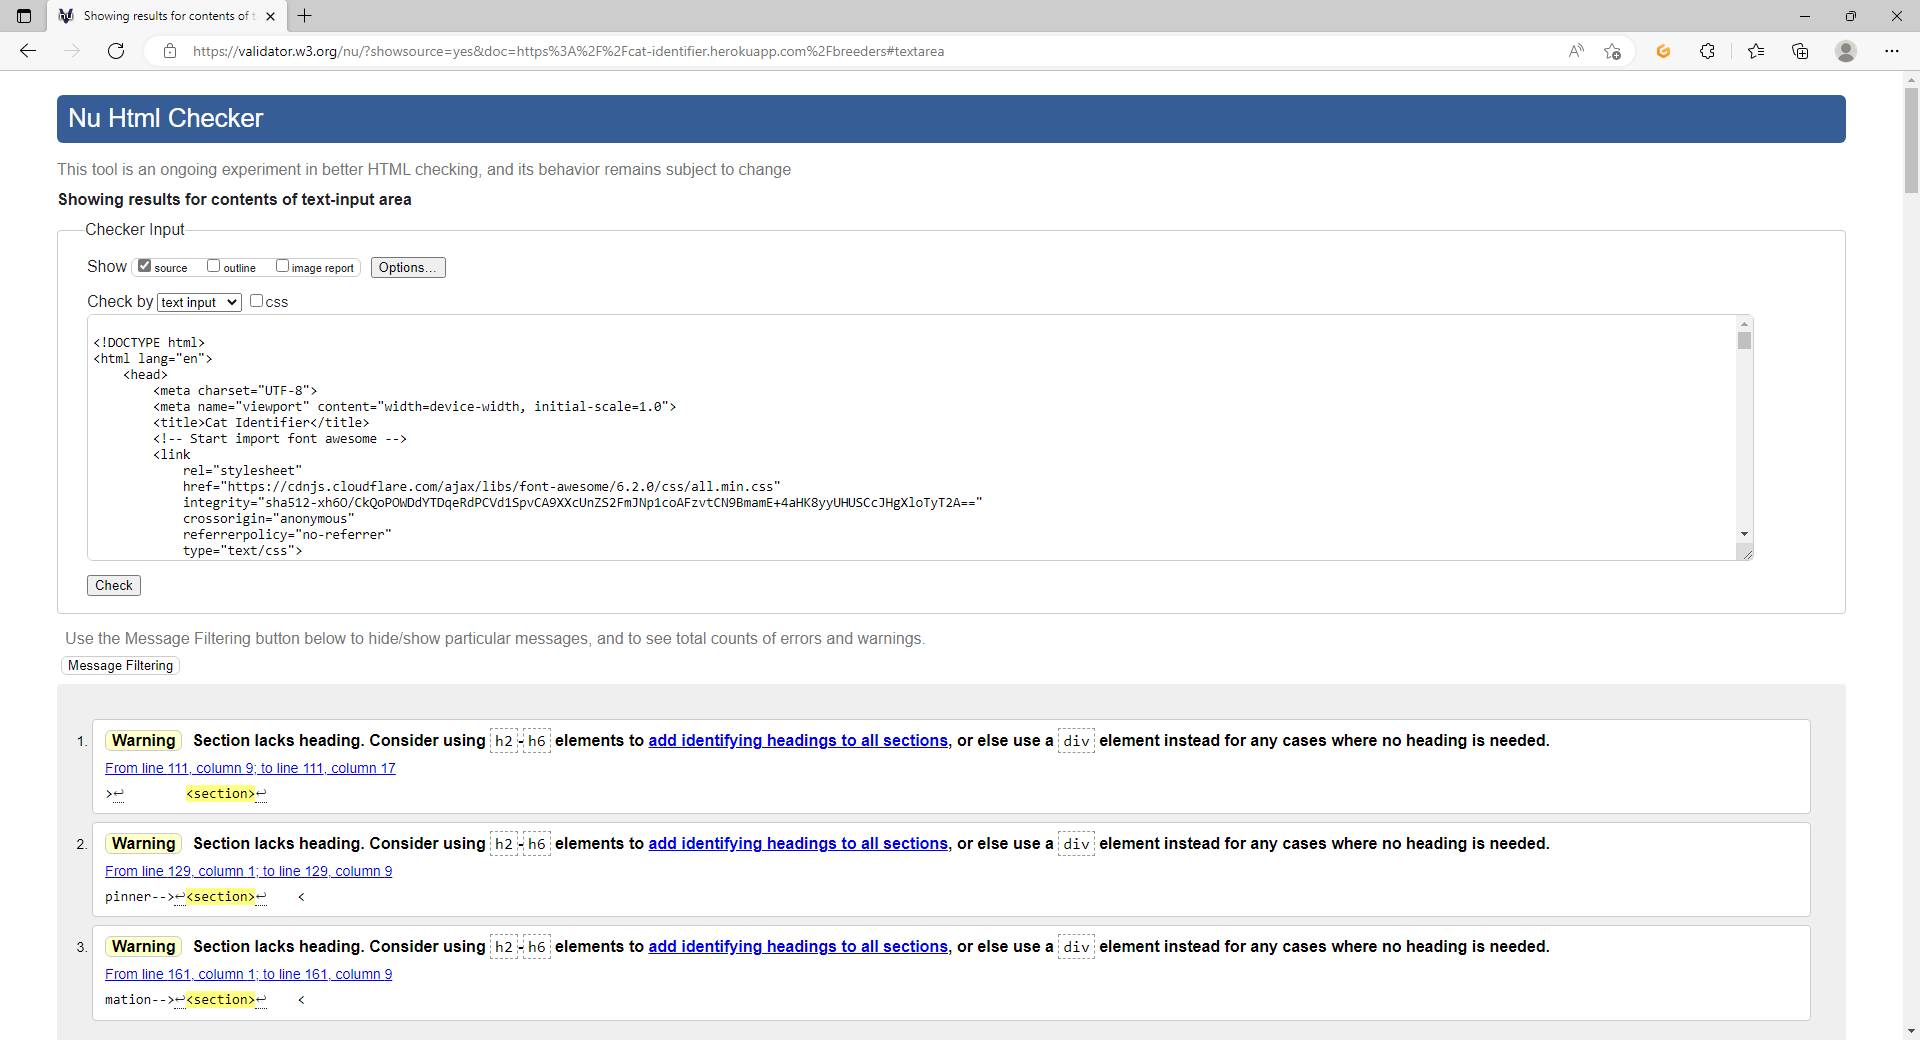 Showing results for contents of t
https://validator.w3.org/nu/?showsource=yes&doc=https%3A%2F%2Fcat-identifier.herokuapp.com%2Fbreeders#textarea
Nu Html Checker
This tool is an ongoing experiment in better HTML checking, and its behavior remains subject to change
Showing results for contents of text-input area
Checker Input
Show source outline image report Options...
Check by text input css
<!DOCTYPE html>
<html lang="en">
<head>
<meta charset="UTF-8">
<meta name="viewport" content="width=device-width, initial-scale=1.0">
<title>Cat Identifier</title>
<!-- Start import font awesome -->
<link
rel="stylesheet"
href="https://cdnjs.cloudflare.com/ajax/libs/font-awesome/6.2.0/css/all.min.css"
integrity="sha512-xh6O/CkQoPOWDdYTDqeRdPCVd1SpvCA9XXcUnZS2FmJNp1coAFzvtCN9BmamE+4aHK8yyUHUSCcJHgXloTyT2A=="
crossorigin="anonymous"
referrerpolicy="no-referrer"
type="text/css">
Check
Use the Message Filtering button below to hide/show particular messages, and to see total counts of errors and warnings.
Message Filtering
1. Warning Section lacks heading. Consider using h2-h6 elements to add identifying headings to all sections, or else use a div element instead for any cases where no heading is needed.
From line 111, column 9; to line 111, column 17
>↩ <section>↩
2. Warning Section lacks heading. Consider using h2-h6 elements to add identifying headings to all sections, or else use a div element instead for any cases where no heading is needed.
From line 129, column 1; to line 129, column 9
pinner-->↩<section>↩ <
3. Warning Section lacks heading. Consider using h2-h6 elements to add identifying headings to all sections, or else use a div element instead for any cases where no heading is needed.
From line 161, column 1; to line 161, column 9
mation-->↩<section>↩ <